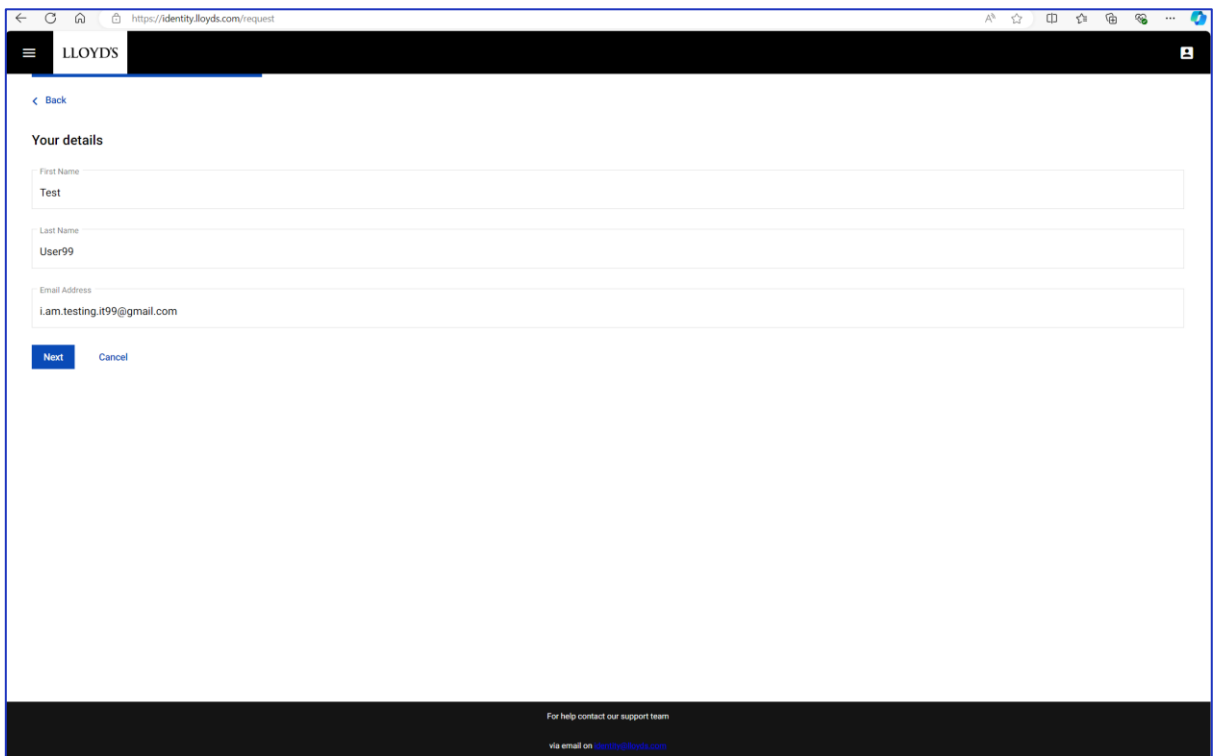 https://identity.lloyds.com/request
LLOYD'S
Back
Your details
First Name
Test
Last Name
User99
Email Address
i.am.testing.it99@gmail.com
Next
Cancel
For help contact our support team
via email on